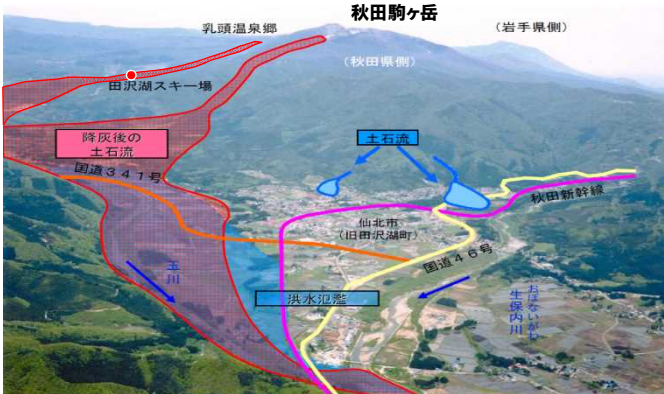 秋田駒ヶ岳
乳頭温泉郷
(岩手県側)
(秋田県側)
田沢湖スキー場
降灰後の
土石流
土石流
国道341号
秋田新幹線
仙北市
(旧田沢湖町)
国道46号
玉川
洪水氾濫
おぼないがわ
生保内川